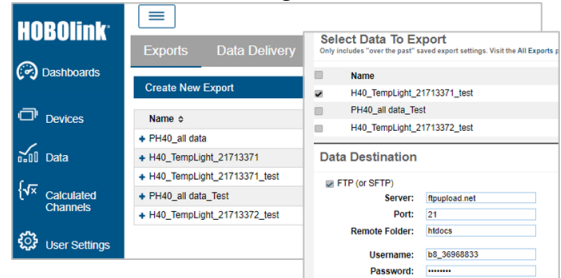 HOBOlink
Dashboards
Devices
Data
Calculated
Channels
User Settings
Exports Data Delivery
Create New Export
Name
+ PH40_all data
+ H40_TempLight_21713371
+ H40_TempLight_21713371_test
+ PH40_all data_Test
+ H40_TempLight_21713372_test
Select Data To Export
Only includes "over the past" saved export settings. Visit the All Exports p
Name
H40_TempLight_21713371_test
PH40_all data_Test
H40_TempLight_21713372_test
Data Destination
FTP (or SFTP)
Server: ftpupload.net
Port: 21
Remote Folder: htdocs
Username: b8_36968833
Password: ••••••••